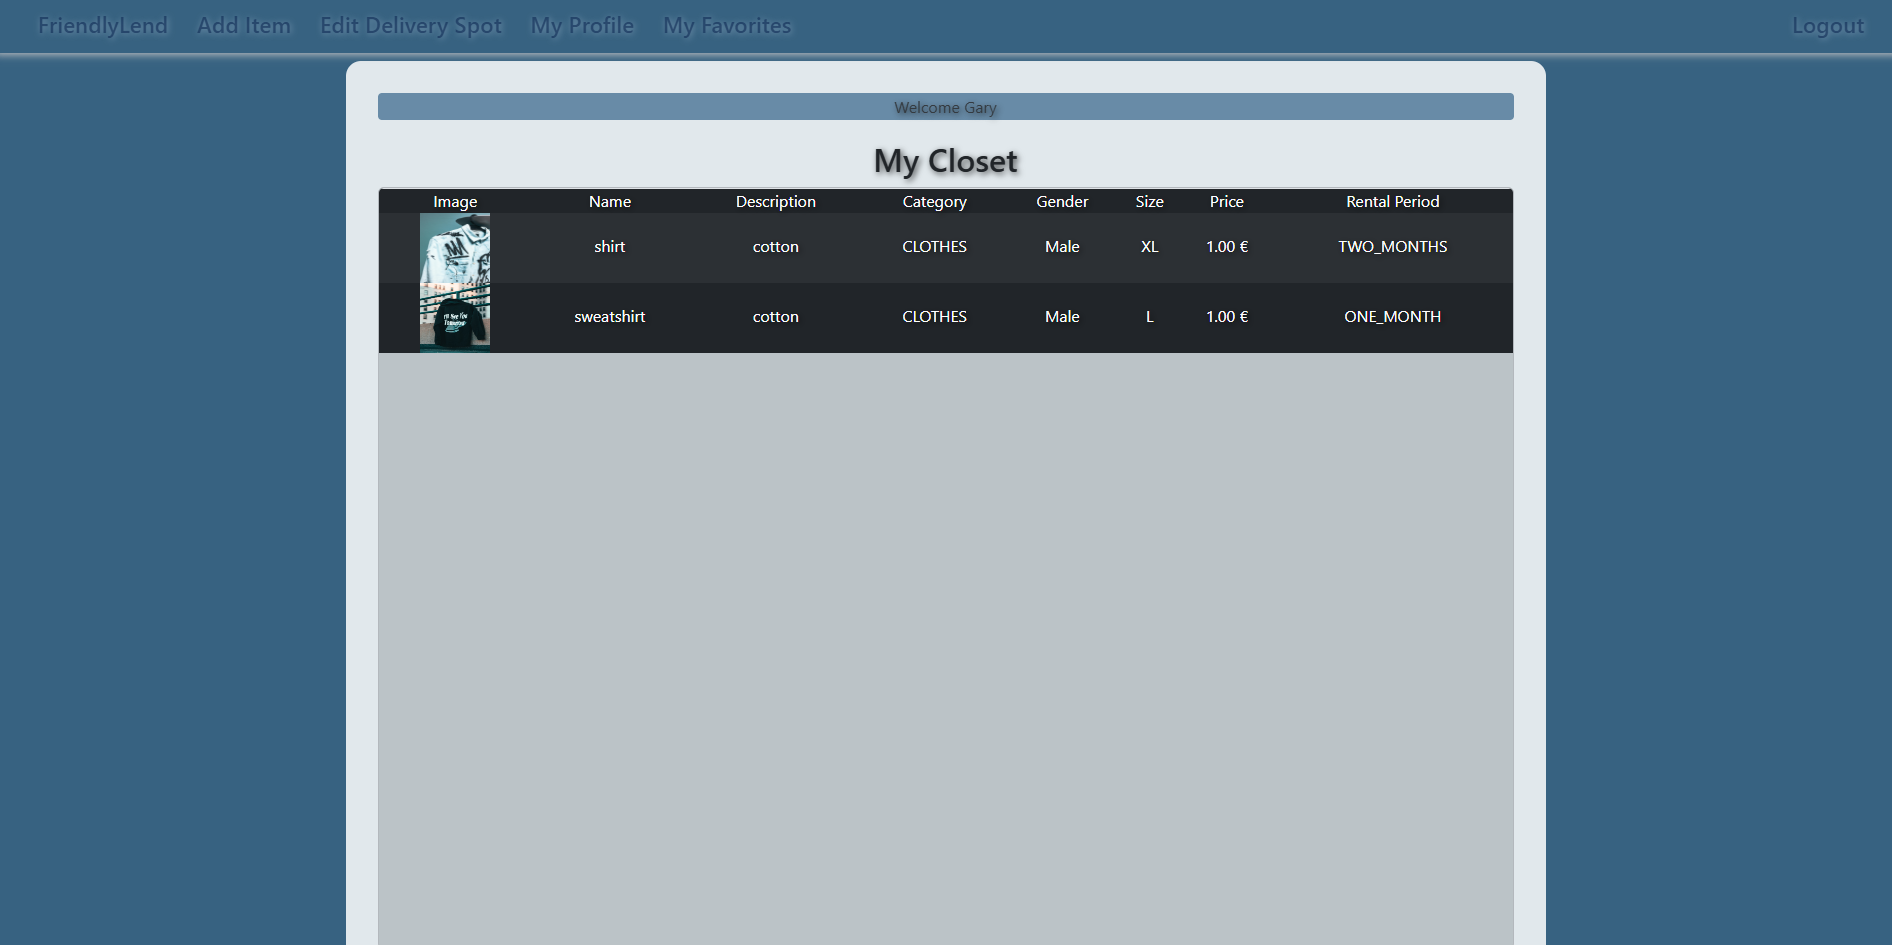 FriendlyLend Add Item Edit Delivery Spot My Profile My Favorites Logout
Welcome Gary
My Closet
Image Name Description Category Gender Size Price Rental Period
shirt cotton CLOTHES Male XL 1.00 € TWO_MONTHS
sweatshirt cotton CLOTHES Male L 1.00 € ONE_MONTH